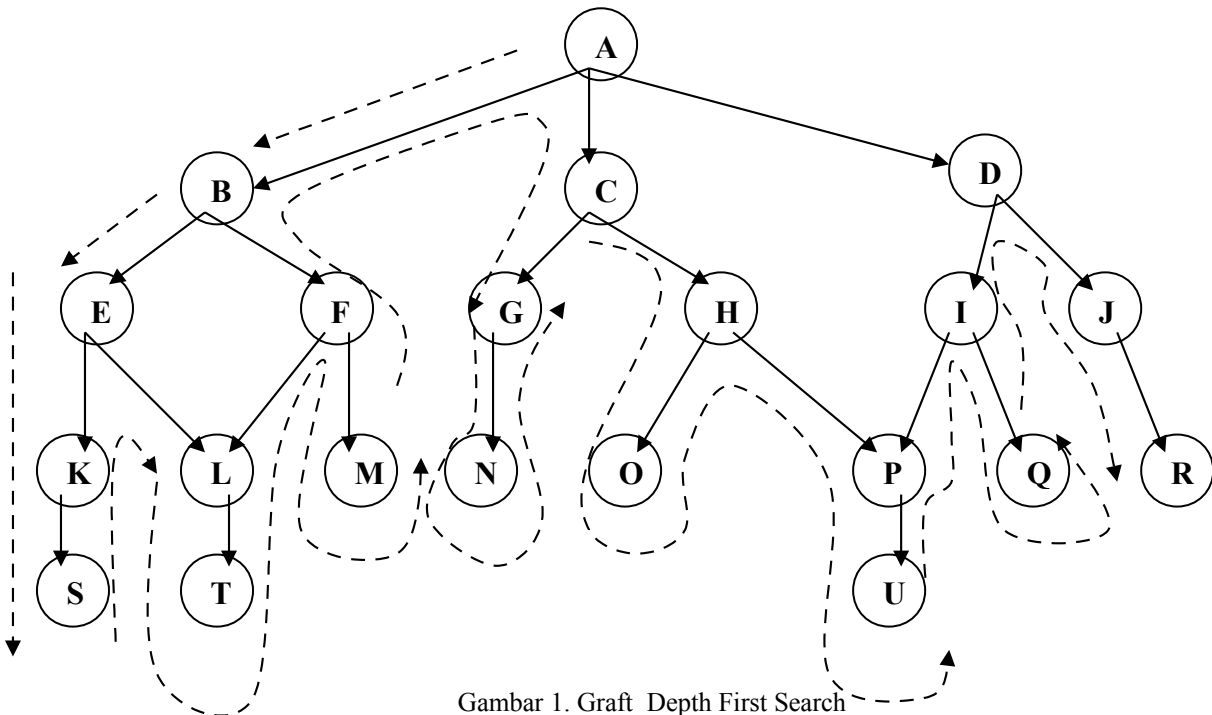 A
B C D
E F G H I J
K L M N O P Q R
S T U
Gambar 1. Graft Depth First Search